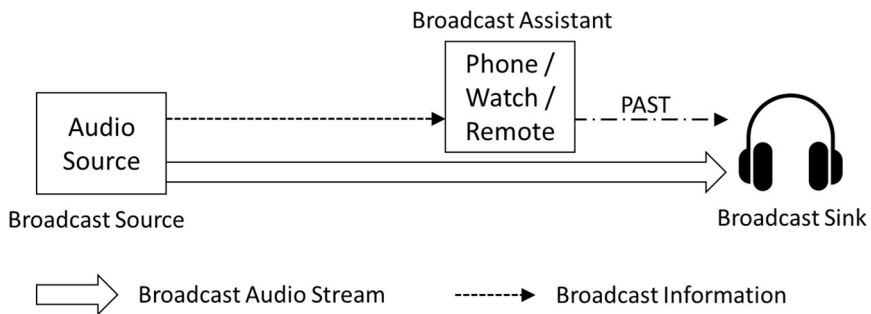 Broadcast Assistant
Phone /
Watch /
Remote
PAST
Audio
Source
Broadcast Source
Broadcast Sink
Broadcast Audio Stream
Broadcast Information